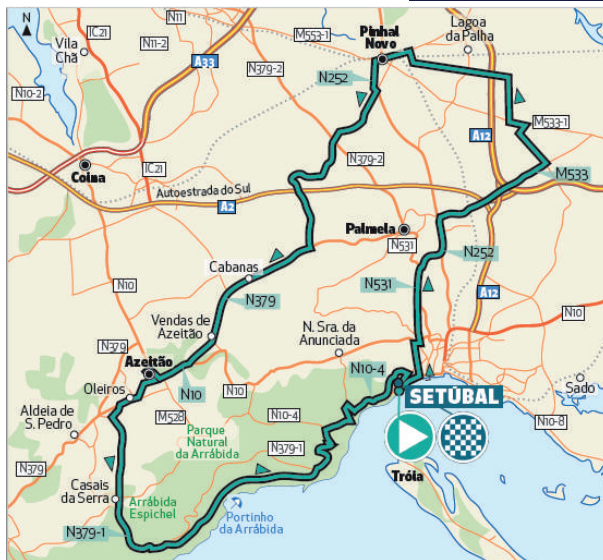 N
Vila
Chã
IC21
N11
N11-2
M553-1
A33
N379-2
Pinhal
Novo
Lagoa
da Palha
N10-2
N252
A12
M533-1
N379-2
Coina
IC21
M533
Autoestrada do Sul
A2
Palmela
N531
N252
Cabanas
N10
N379
N531
A12
N10
Vendas de
Azeitão
N. Sra. da
Anunciada
N379
Azeitão
N10-4
Oleiros
N10
N10
SETÚBAL
Sado
Aldeia de
S. Pedro
M528
N10-4
N10-8
Parque
Natural
da Arrábida
N379-1
N379
Tróia
Casais
da Serra
Arrábida
Espichel
Portinho
da Arrábida
N379-1